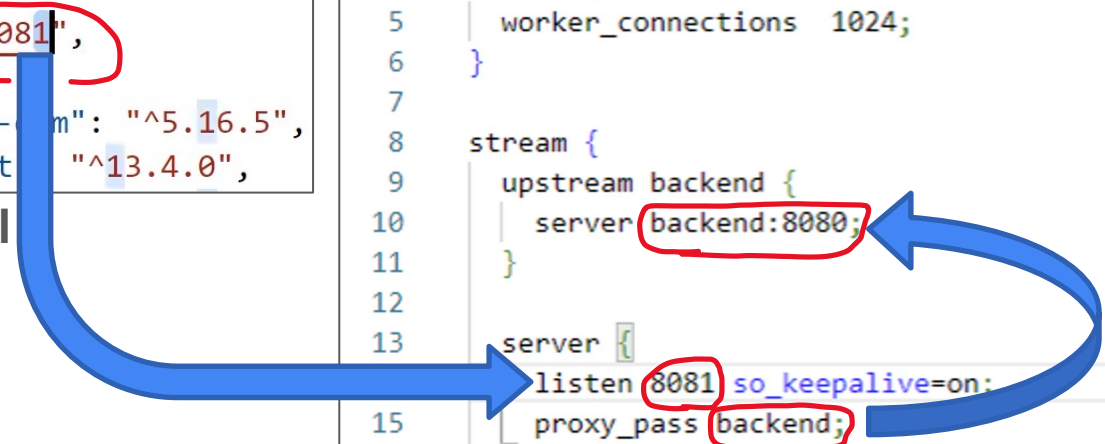 081",
m": "^5.16.5",
t "^13.4.0",
5 worker_connections 1024;
6 }
7
8 stream {
9 upstream backend {
10 server backend:8080;
11 }
12
13 server {
listen 8081 so_keepalive=on;
15 proxy_pass backend;